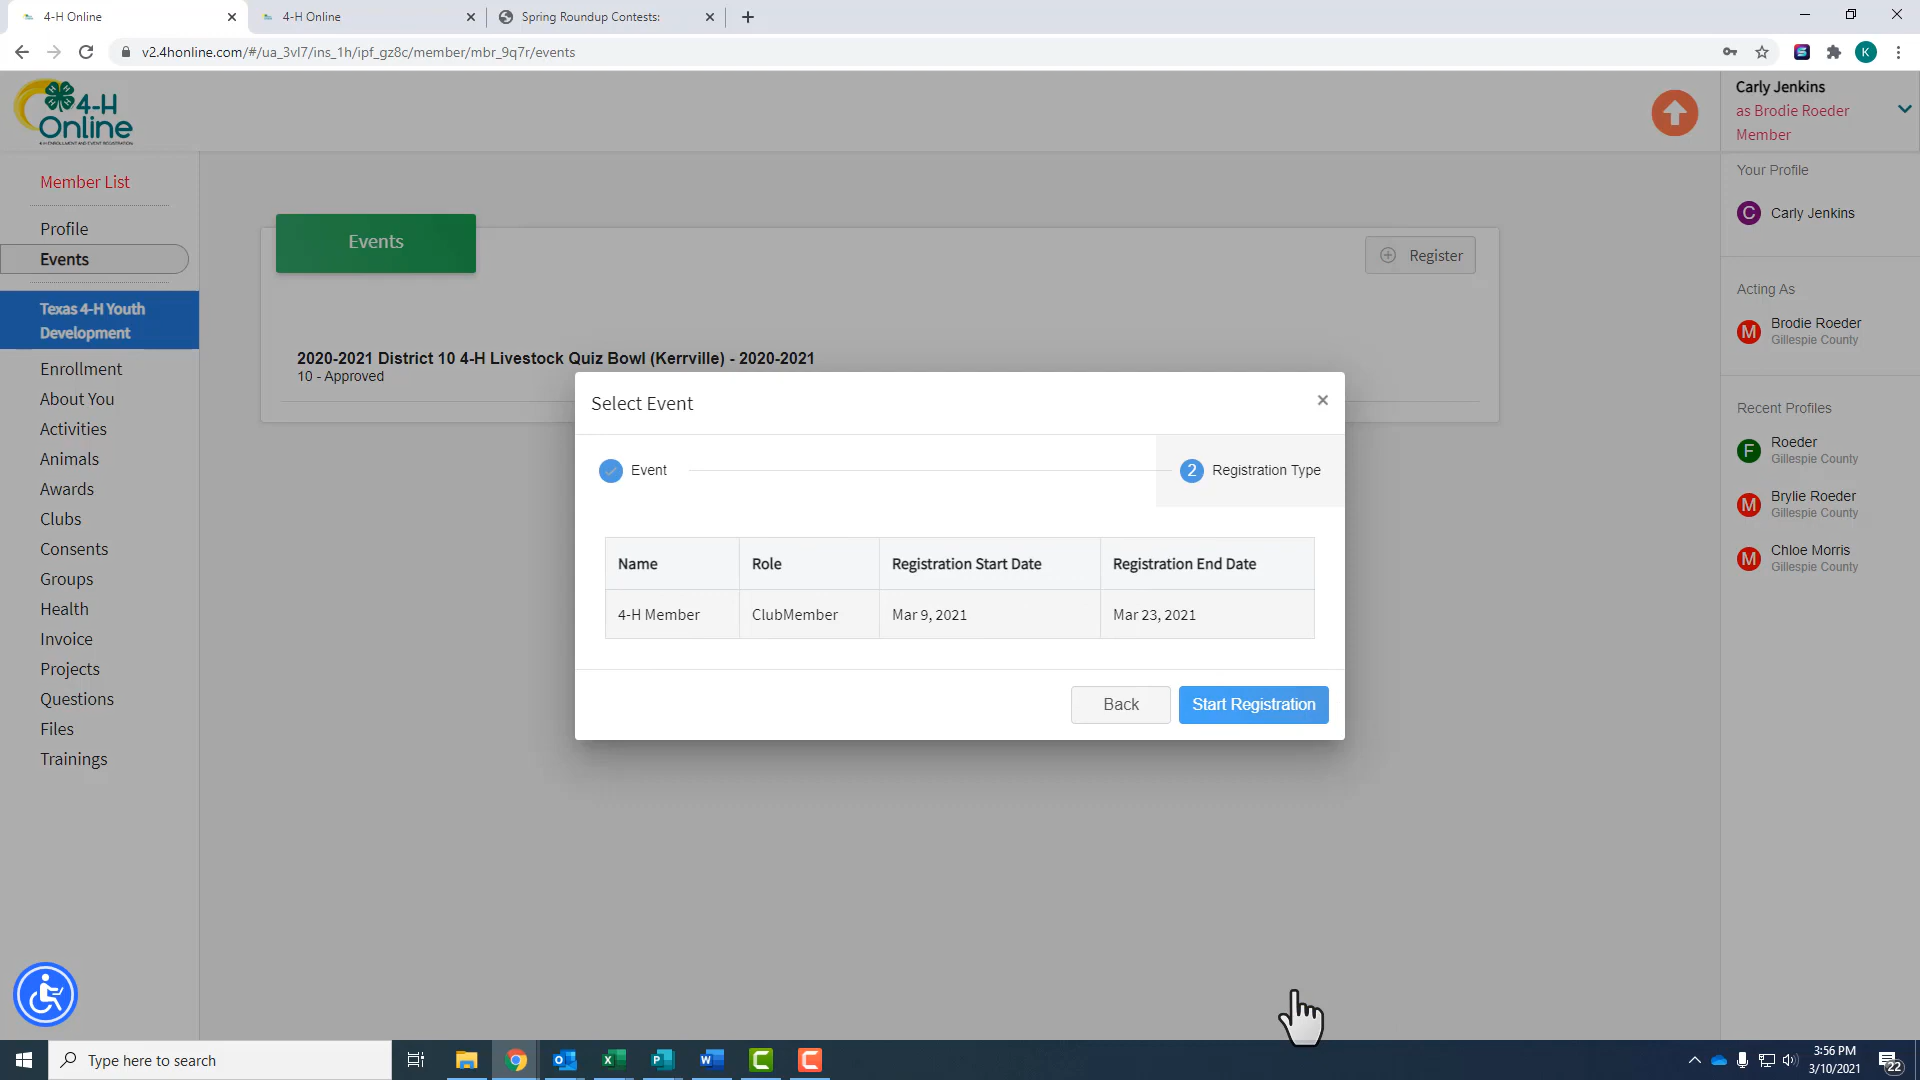 4-H Online
4-H Online
Spring Roundup Contests:
v2.4honline.com/#/ua_3vl7/ins_1h/ipf_gz8c/member/mbr_9q7r/events
K
4-H
Online
4-H ENROLLMENT AND EVENT REGISTRATION
Carly Jenkins
as Brodie Roeder
Member
Member List
Profile
Events
Texas 4-H Youth
Development
Enrollment
About You
Activities
Animals
Awards
Clubs
Consents
Groups
Health
Invoice
Projects
Questions
Files
Trainings
Events
Register
2020-2021 District 10 4-H Livestock Quiz Bowl (Kerrville) - 2020-2021
10 - Approved
Select Event
×
Event
2 Registration Type
Name Role Registration Start Date Registration End Date
4-H Member ClubMember Mar 9, 2021 Mar 23, 2021
Back Start Registration
Your Profile
C Carly Jenkins
Acting As
M Brodie Roeder
Gillespie County
Recent Profiles
F Roeder
Gillespie County
M Brylie Roeder
Gillespie County
M Chloe Morris
Gillespie County
Type here to search
3:56 PM
3/10/2021
22